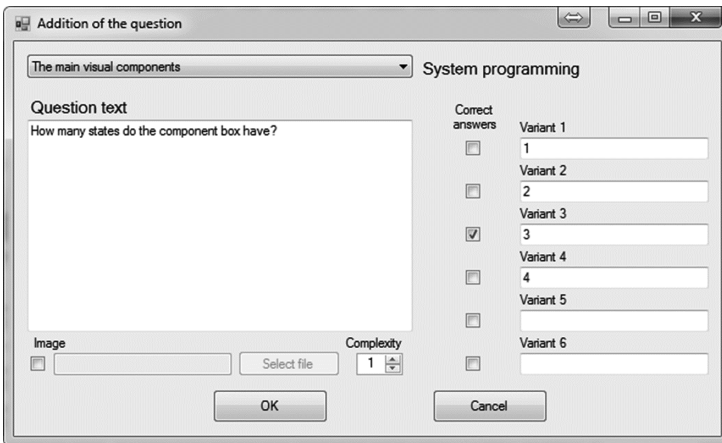 Addition of the question
The main visual components
System programming
Question text
How many states do the component box have?
Correct
answers
Variant 1
1
Variant 2
2
Variant 3
3
Variant 4
4
Variant 5
Variant 6
Image
Select file
Complexity
1
OK
Cancel